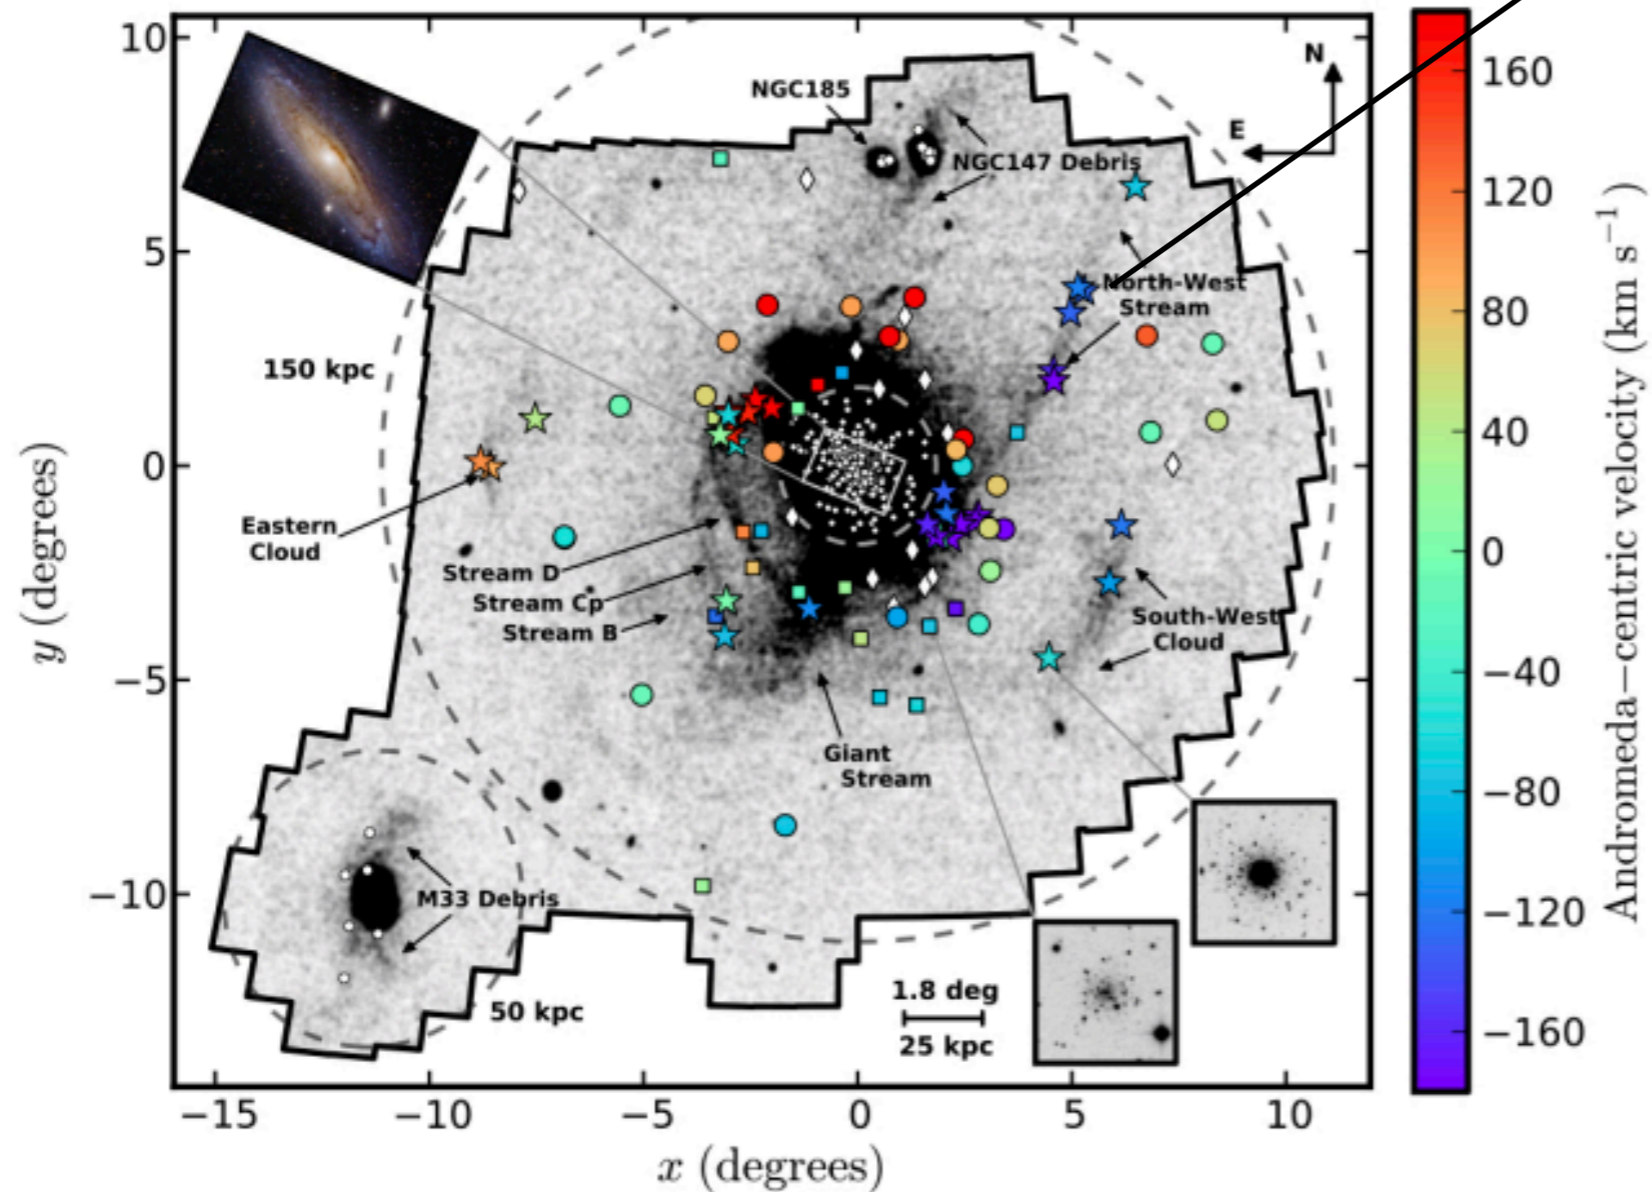 NGC185
N
E
NGC147 Debris
North-West
Stream
150 kpc
Eastern
Cloud
Stream D
Stream Cp
Stream B
South-West
Cloud
Giant
Stream
M33 Debris
50 kpc
1.8 deg
25 kpc
10
5
0
−5
−10
y (degrees)
−15
−10
−5
0
5
10
x (degrees)
160
120
80
40
0
−40
−80
−120
−160
Andromeda−centric velocity (km s⁻¹)